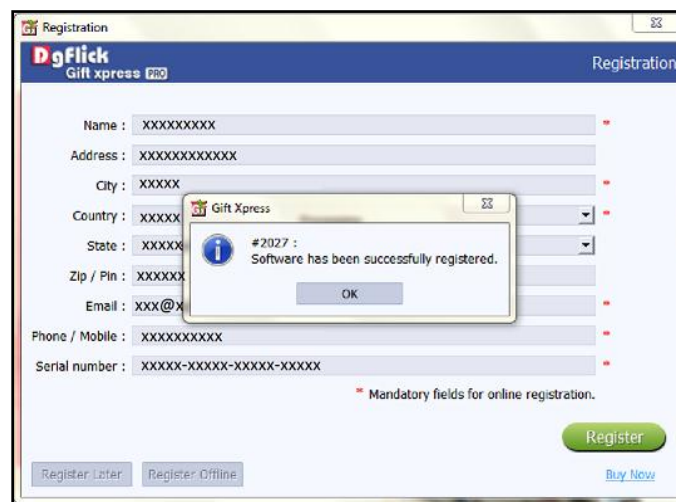 Registration
DgFlick
Gift xpress PRO
Registration
Name : XXXXXXXXX *
Address : XXXXXXXXXXXX
City : XXXXX *
Country : XXXXX *
State : XXXXX
Zip / Pin : XXXXXX
Email : XXX@X *
Phone / Mobile : XXXXXXXXXX *
Serial number : XXXXX-XXXXX-XXXXX-XXXXX *
Gift Xpress
#2027 :
Software has been successfully registered.
OK
* Mandatory fields for online registration.
Register
Register Later Register Offline Buy Now